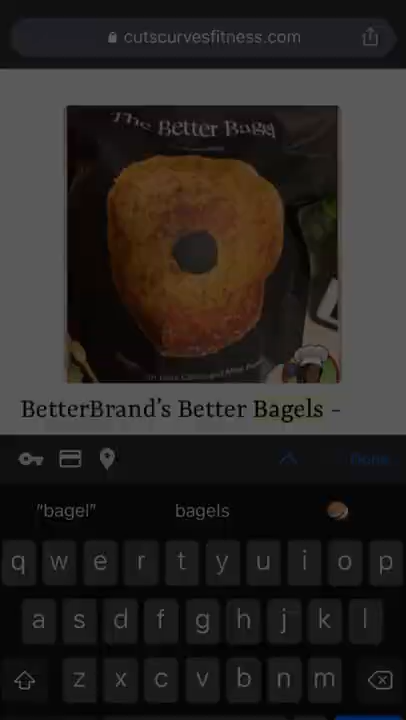 cutscurvesfitness.com
The Better Bagel
BetterBrand's Better Bagels -
Done
"bagel" bagels
q w e r t y u i o p
a s d f g h j k l
z x c v b n m